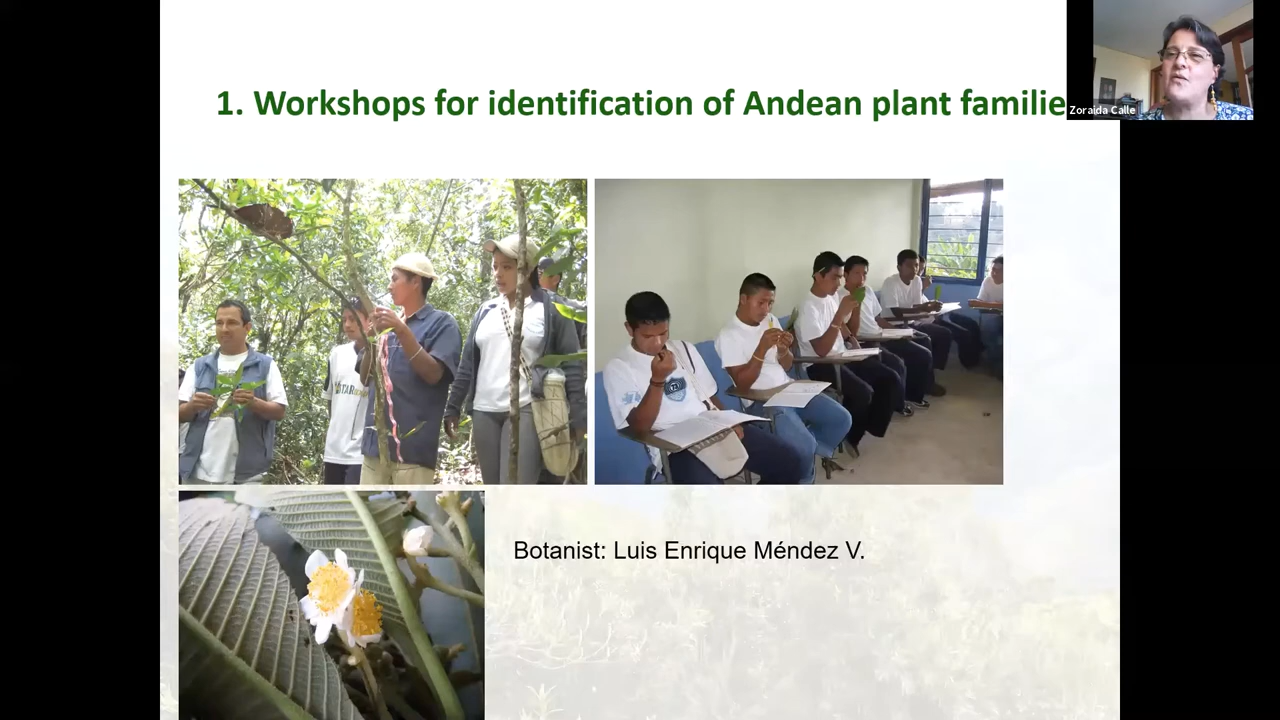 1. Workshops for identification of Andean plant familie
Zoraida Calle
Botanist: Luis Enrique Méndez V.